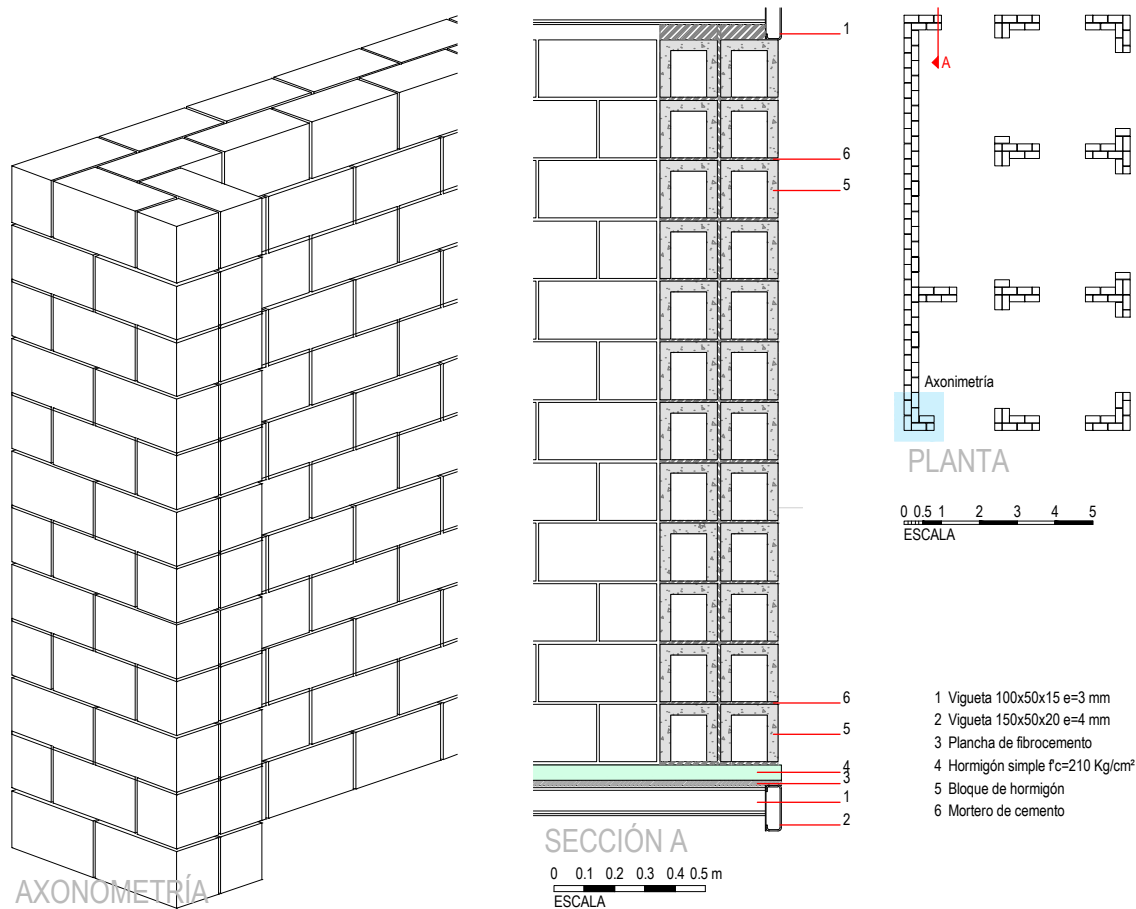 AXONOMETRÍA
1
6
5
6
5
4
3
1
2
SECCIÓN A
0 0.1 0.2 0.3 0.4 0.5 m
ESCALA
A
Axonimetría
PLANTA
0 0.5 1 2 3 4 5
ESCALA
1 Vigueta 100x50x15 e=3 mm
2 Vigueta 150x50x20 e=4 mm
3 Plancha de fibrocemento
4 Hormigón simple f'c=210 Kg/cm²
5 Bloque de hormigón
6 Mortero de cemento